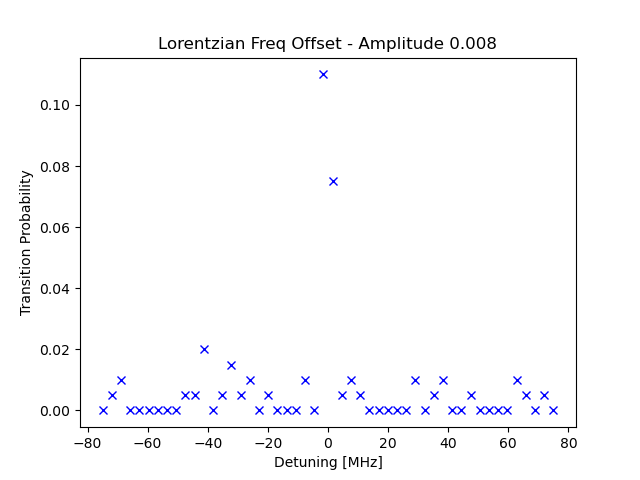 Lorentzian Freq Offset - Amplitude 0.008
Transition Probability
0.10
0.08
0.06
0.04
0.02
0.00
−80 −60 −40 −20 0 20 40 60 80
Detuning [MHz]